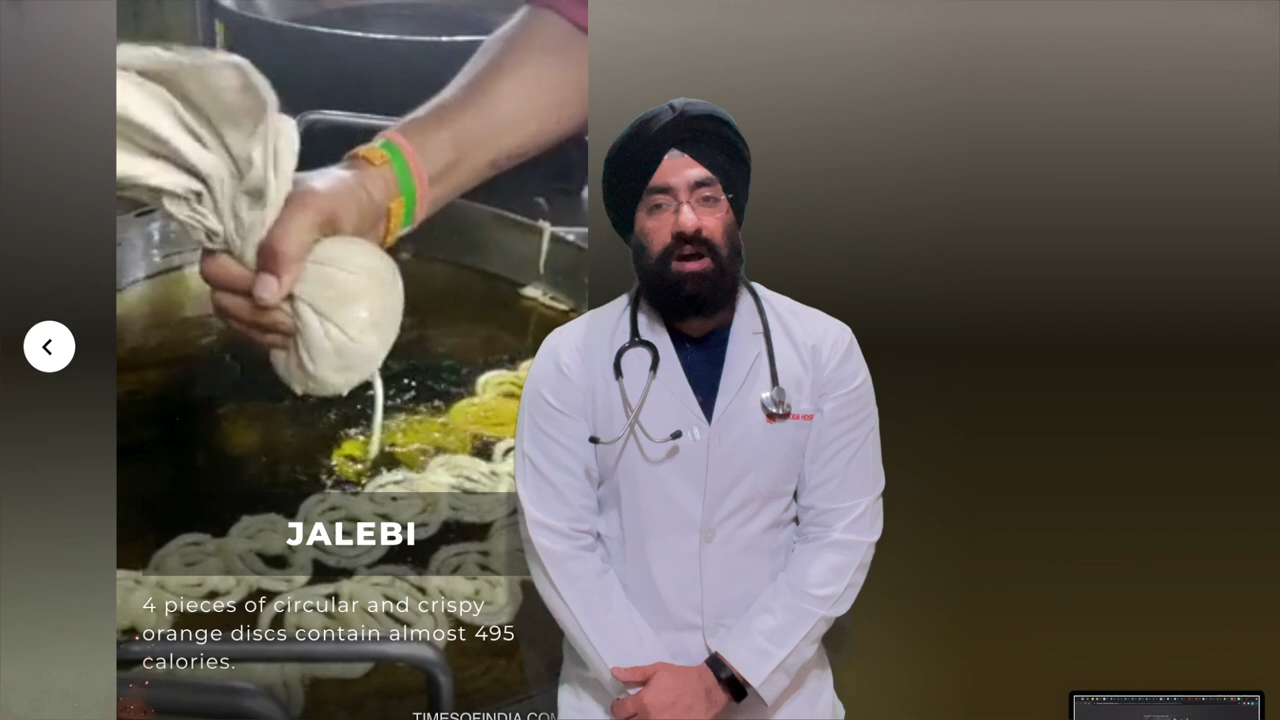 JALEBI
4 pieces of circular and crispy
orange discs contain almost 495
calories.
TIMESOFINDIA.COM